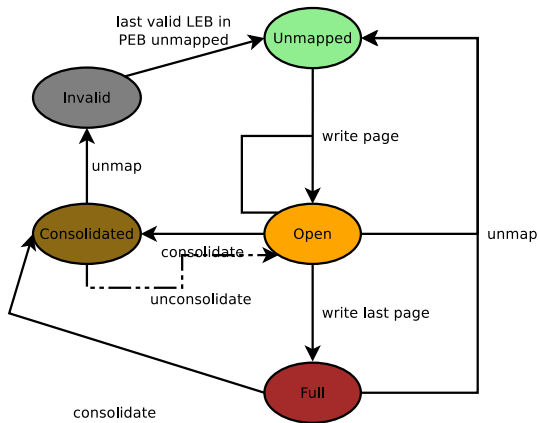 last valid LEB in
PEB unmapped
Unmapped
Invalid
write page
unmap
Consolidated
Open
unmap
consolidate
unconsolidate
write last page
Full
consolidate